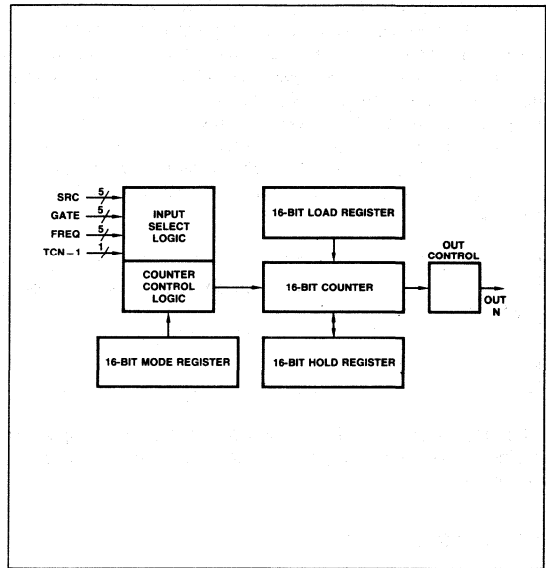 SRC 5
GATE 5
FREQ 5
TCN–1 1
INPUT
SELECT
LOGIC
COUNTER
CONTROL
LOGIC
16-BIT MODE REGISTER
16-BIT LOAD REGISTER
16-BIT COUNTER
16-BIT HOLD REGISTER
OUT
CONTROL
OUT
N